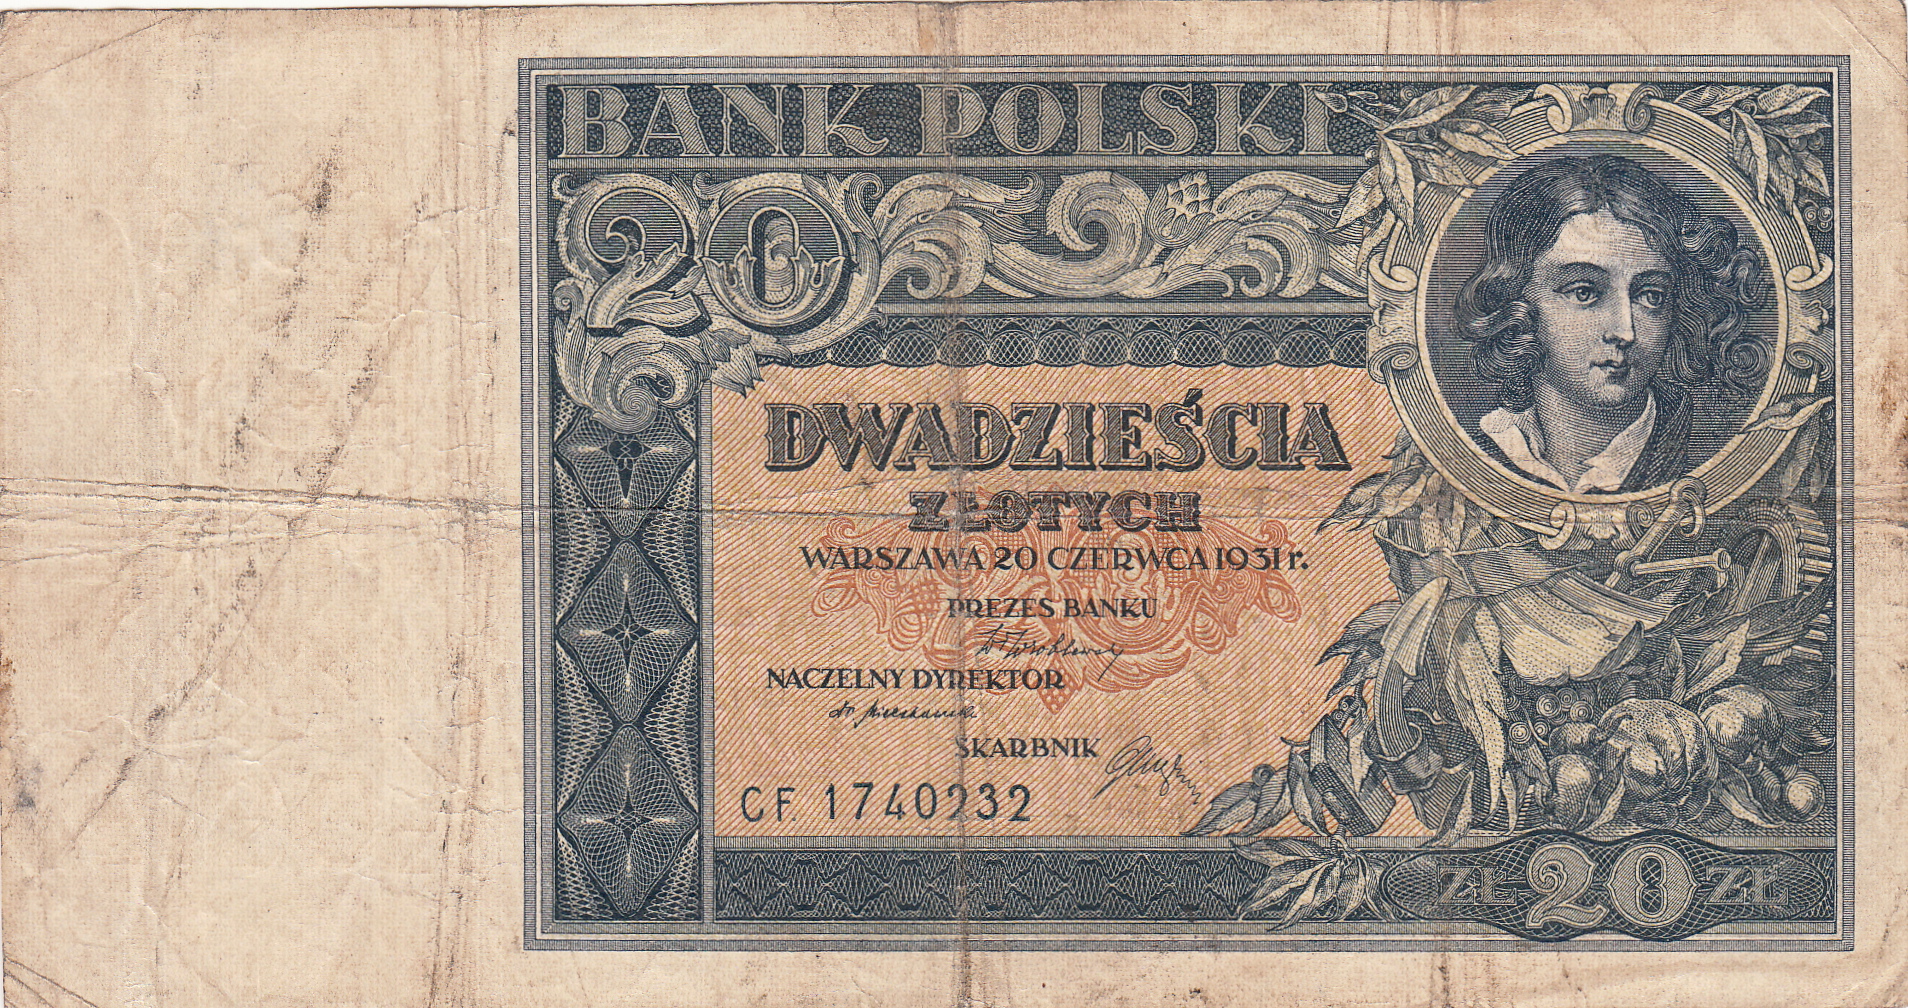 BANK POLSKI
20
DWADZIEŚCIA
ZŁOTYCH
WARSZAWA 20 CZERWCA 1931 r.
PREZES BANKU
NACZELNY DYREKTOR
SKARBNIK
CF. 1740232
ZŁ 20 ZŁ